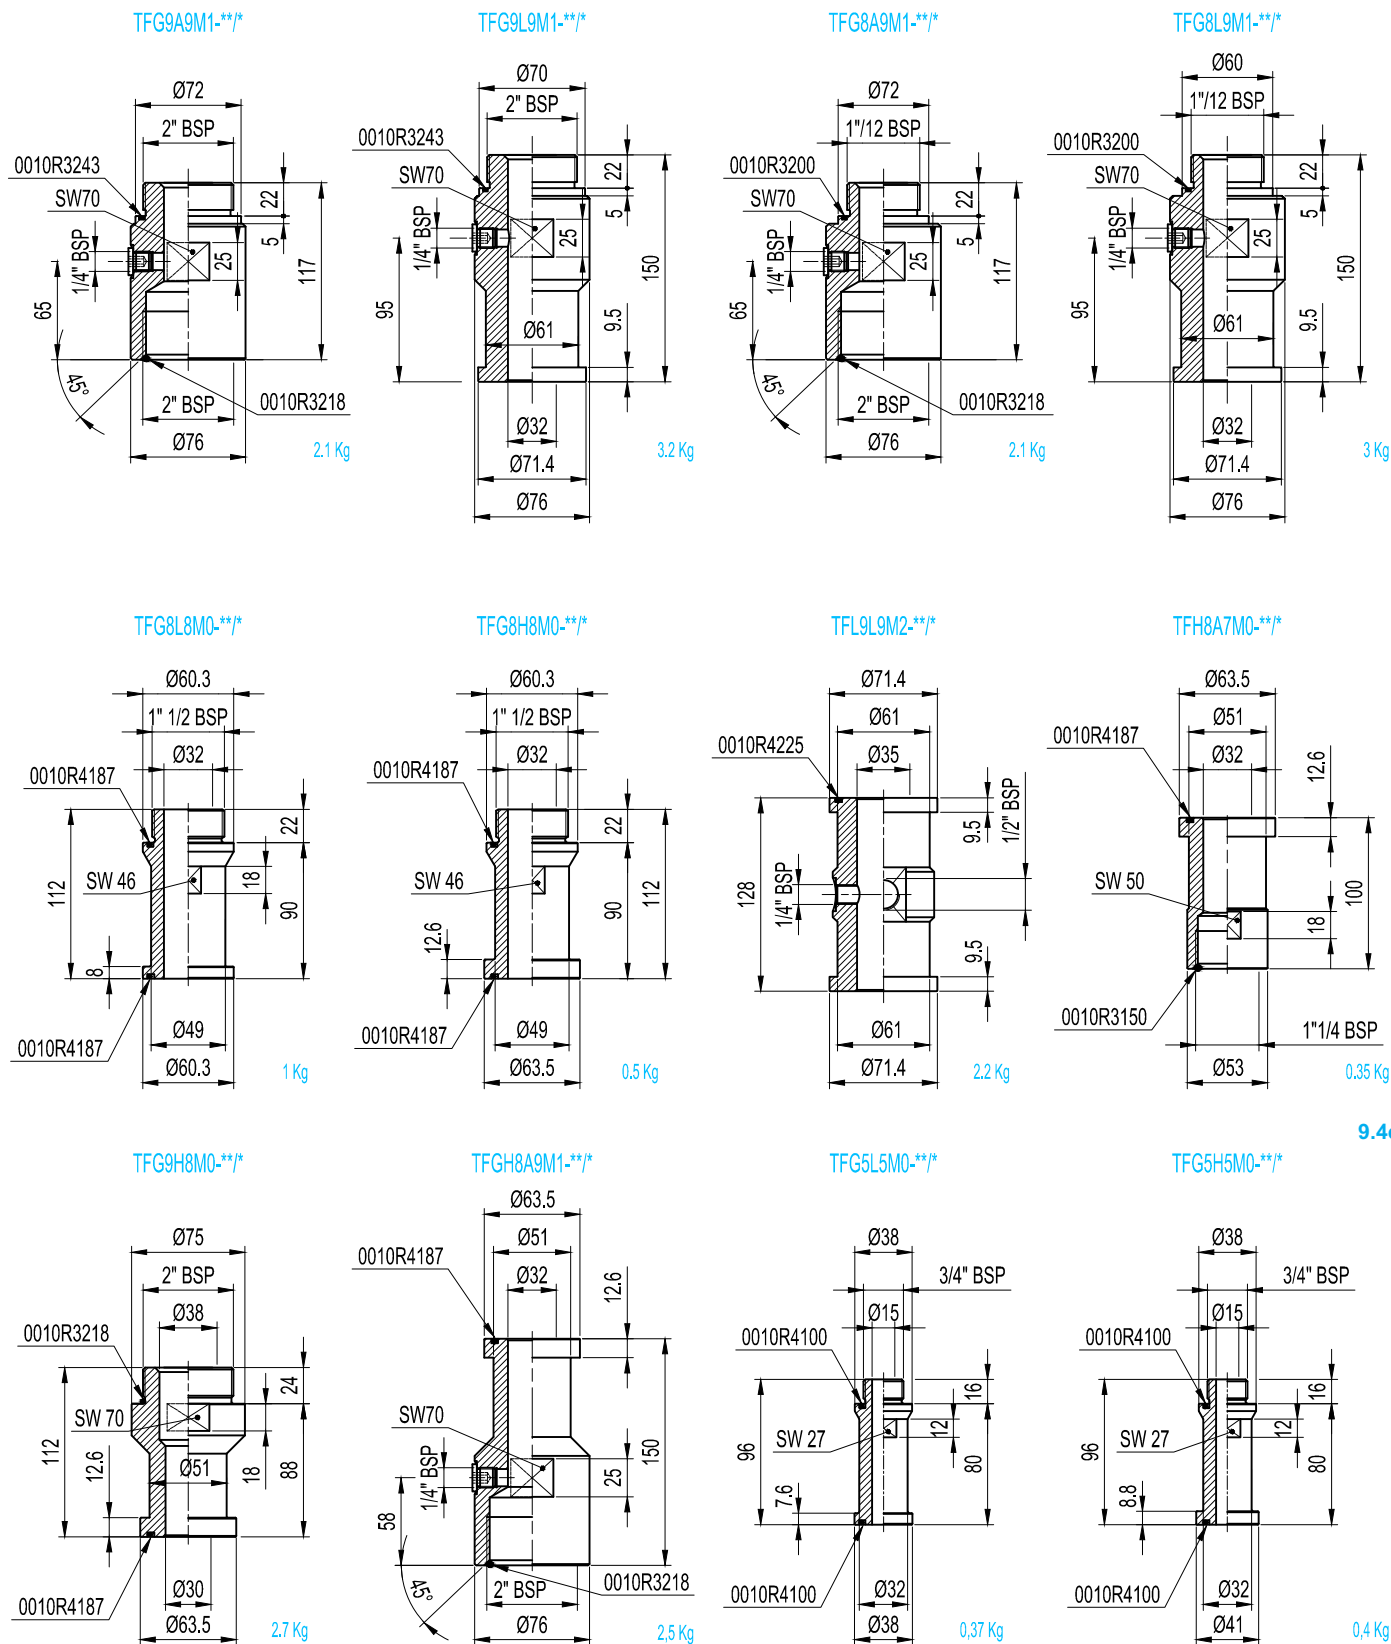 TFG9A9M1-**/*
Ø72
2" BSP
0010R3243
SW70
22
5
117
25
1/4" BSP
65
45°
0010R3218
2" BSP
Ø76
2.1 Kg
TFG9L9M1-**/*
Ø70
2" BSP
0010R3243
SW70
22
5
150
25
1/4" BSP
95
9.5
Ø61
Ø32
Ø71.4
Ø76
3.2 Kg
TFG8A9M1-**/*
Ø72
1"/12 BSP
0010R3200
SW70
22
5
117
25
1/4" BSP
65
45°
0010R3218
2" BSP
Ø76
2.1 Kg
TFG8L9M1-**/*
Ø60
1"/12 BSP
0010R3200
SW70
22
5
150
25
1/4" BSP
95
9.5
Ø61
Ø32
Ø71.4
Ø76
3 Kg
TFG8L8M0-**/*
Ø60.3
1" 1/2 BSP
Ø32
0010R4187
22
SW 46
18
112
90
8
Ø49
0010R4187
Ø60.3
1 Kg
TFG8H8M0-**/*
Ø60.3
1" 1/2 BSP
Ø32
0010R4187
22
SW 46
18
112
90
12.6
Ø49
0010R4187
Ø63.5
0.5 Kg
TFL9L9M2-**/*
Ø71.4
Ø61
0010R4225
Ø35
9.5
1/2" BSP
128
1/4" BSP
9.5
Ø61
Ø71.4
2.2 Kg
TFH8A7M0-**/*
Ø63.5
Ø51
0010R4187
Ø32
12.6
SW 50
18
100
0010R3150
1"1/4 BSP
Ø53
0.35 Kg
TFG9H8M0-**/*
Ø75
2" BSP
Ø38
0010R3218
24
SW 70
112
12.6
Ø51
18
88
Ø30
0010R4187
Ø63.5
2.7 Kg
TFGH8A9M1-**/*
Ø63.5
Ø51
0010R4187
Ø32
12.6
SW70
150
1/4" BSP
25
58
45°
2" BSP
0010R3218
Ø76
2,5 Kg
TFG5L5M0-**/*
Ø38
3/4" BSP
Ø15
0010R4100
16
12
SW 27
96
80
7.6
0010R4100
Ø32
Ø38
0,37 Kg
TFG5H5M0-**/*
Ø38
3/4" BSP
Ø15
0010R4100
16
12
SW 27
96
80
8.8
0010R4100
Ø32
Ø41
0,4 Kg